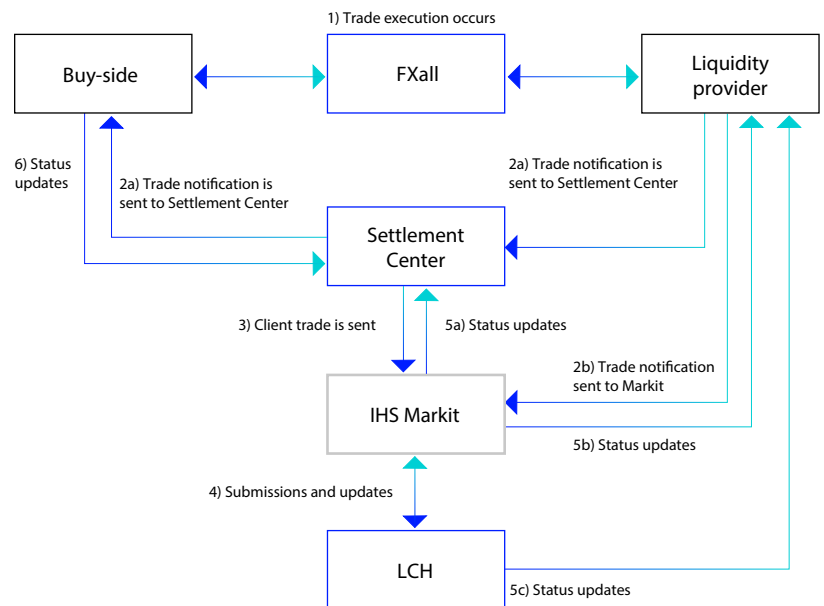 1) Trade execution occurs
Buy-side
FXall
Liquidity
provider
6) Status
updates
2a) Trade notification is
sent to Settlement Center
2a) Trade notification is
sent to Settlement Center
Settlement
Center
3) Client trade is sent
5a) Status updates
2b) Trade notification
sent to Markit
IHS Markit
5b) Status updates
4) Submissions and updates
LCH
5c) Status updates